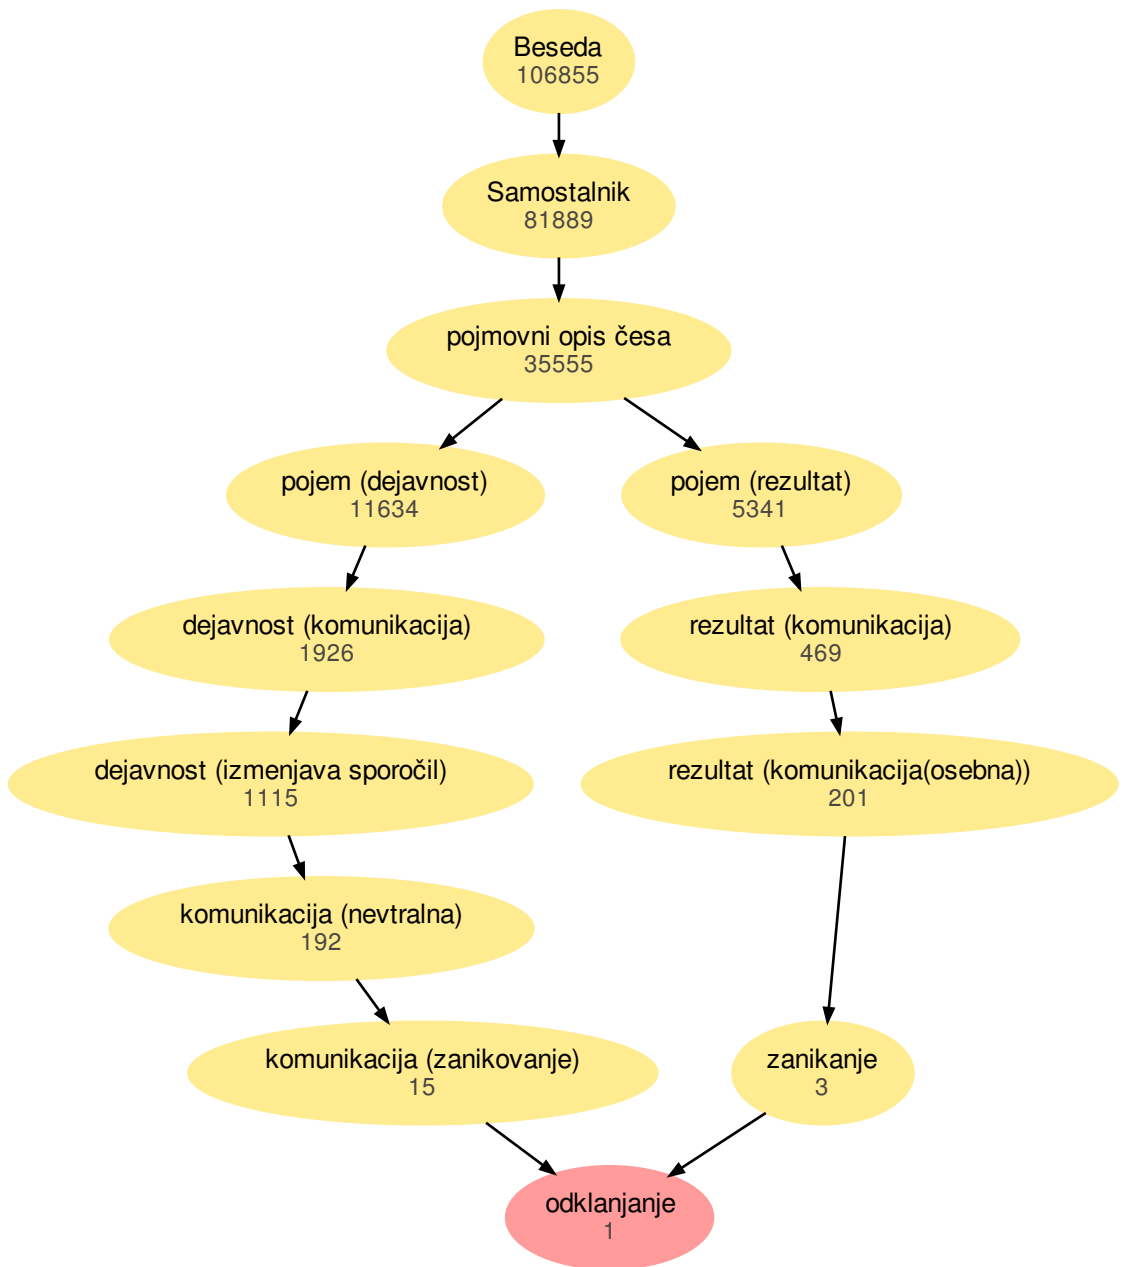 Beseda
106855
Samostalnik
81889
pojmovni opis česa
35555
pojem (dejavnost)
11634
pojem (rezultat)
5341
dejavnost (komunikacija)
1926
rezultat (komunikacija)
469
dejavnost (izmenjava sporočil)
1115
rezultat (komunikacija(osebna))
201
komunikacija (nevtralna)
192
komunikacija (zanikovanje)
15
zanikanje
3
odklanjanje
1